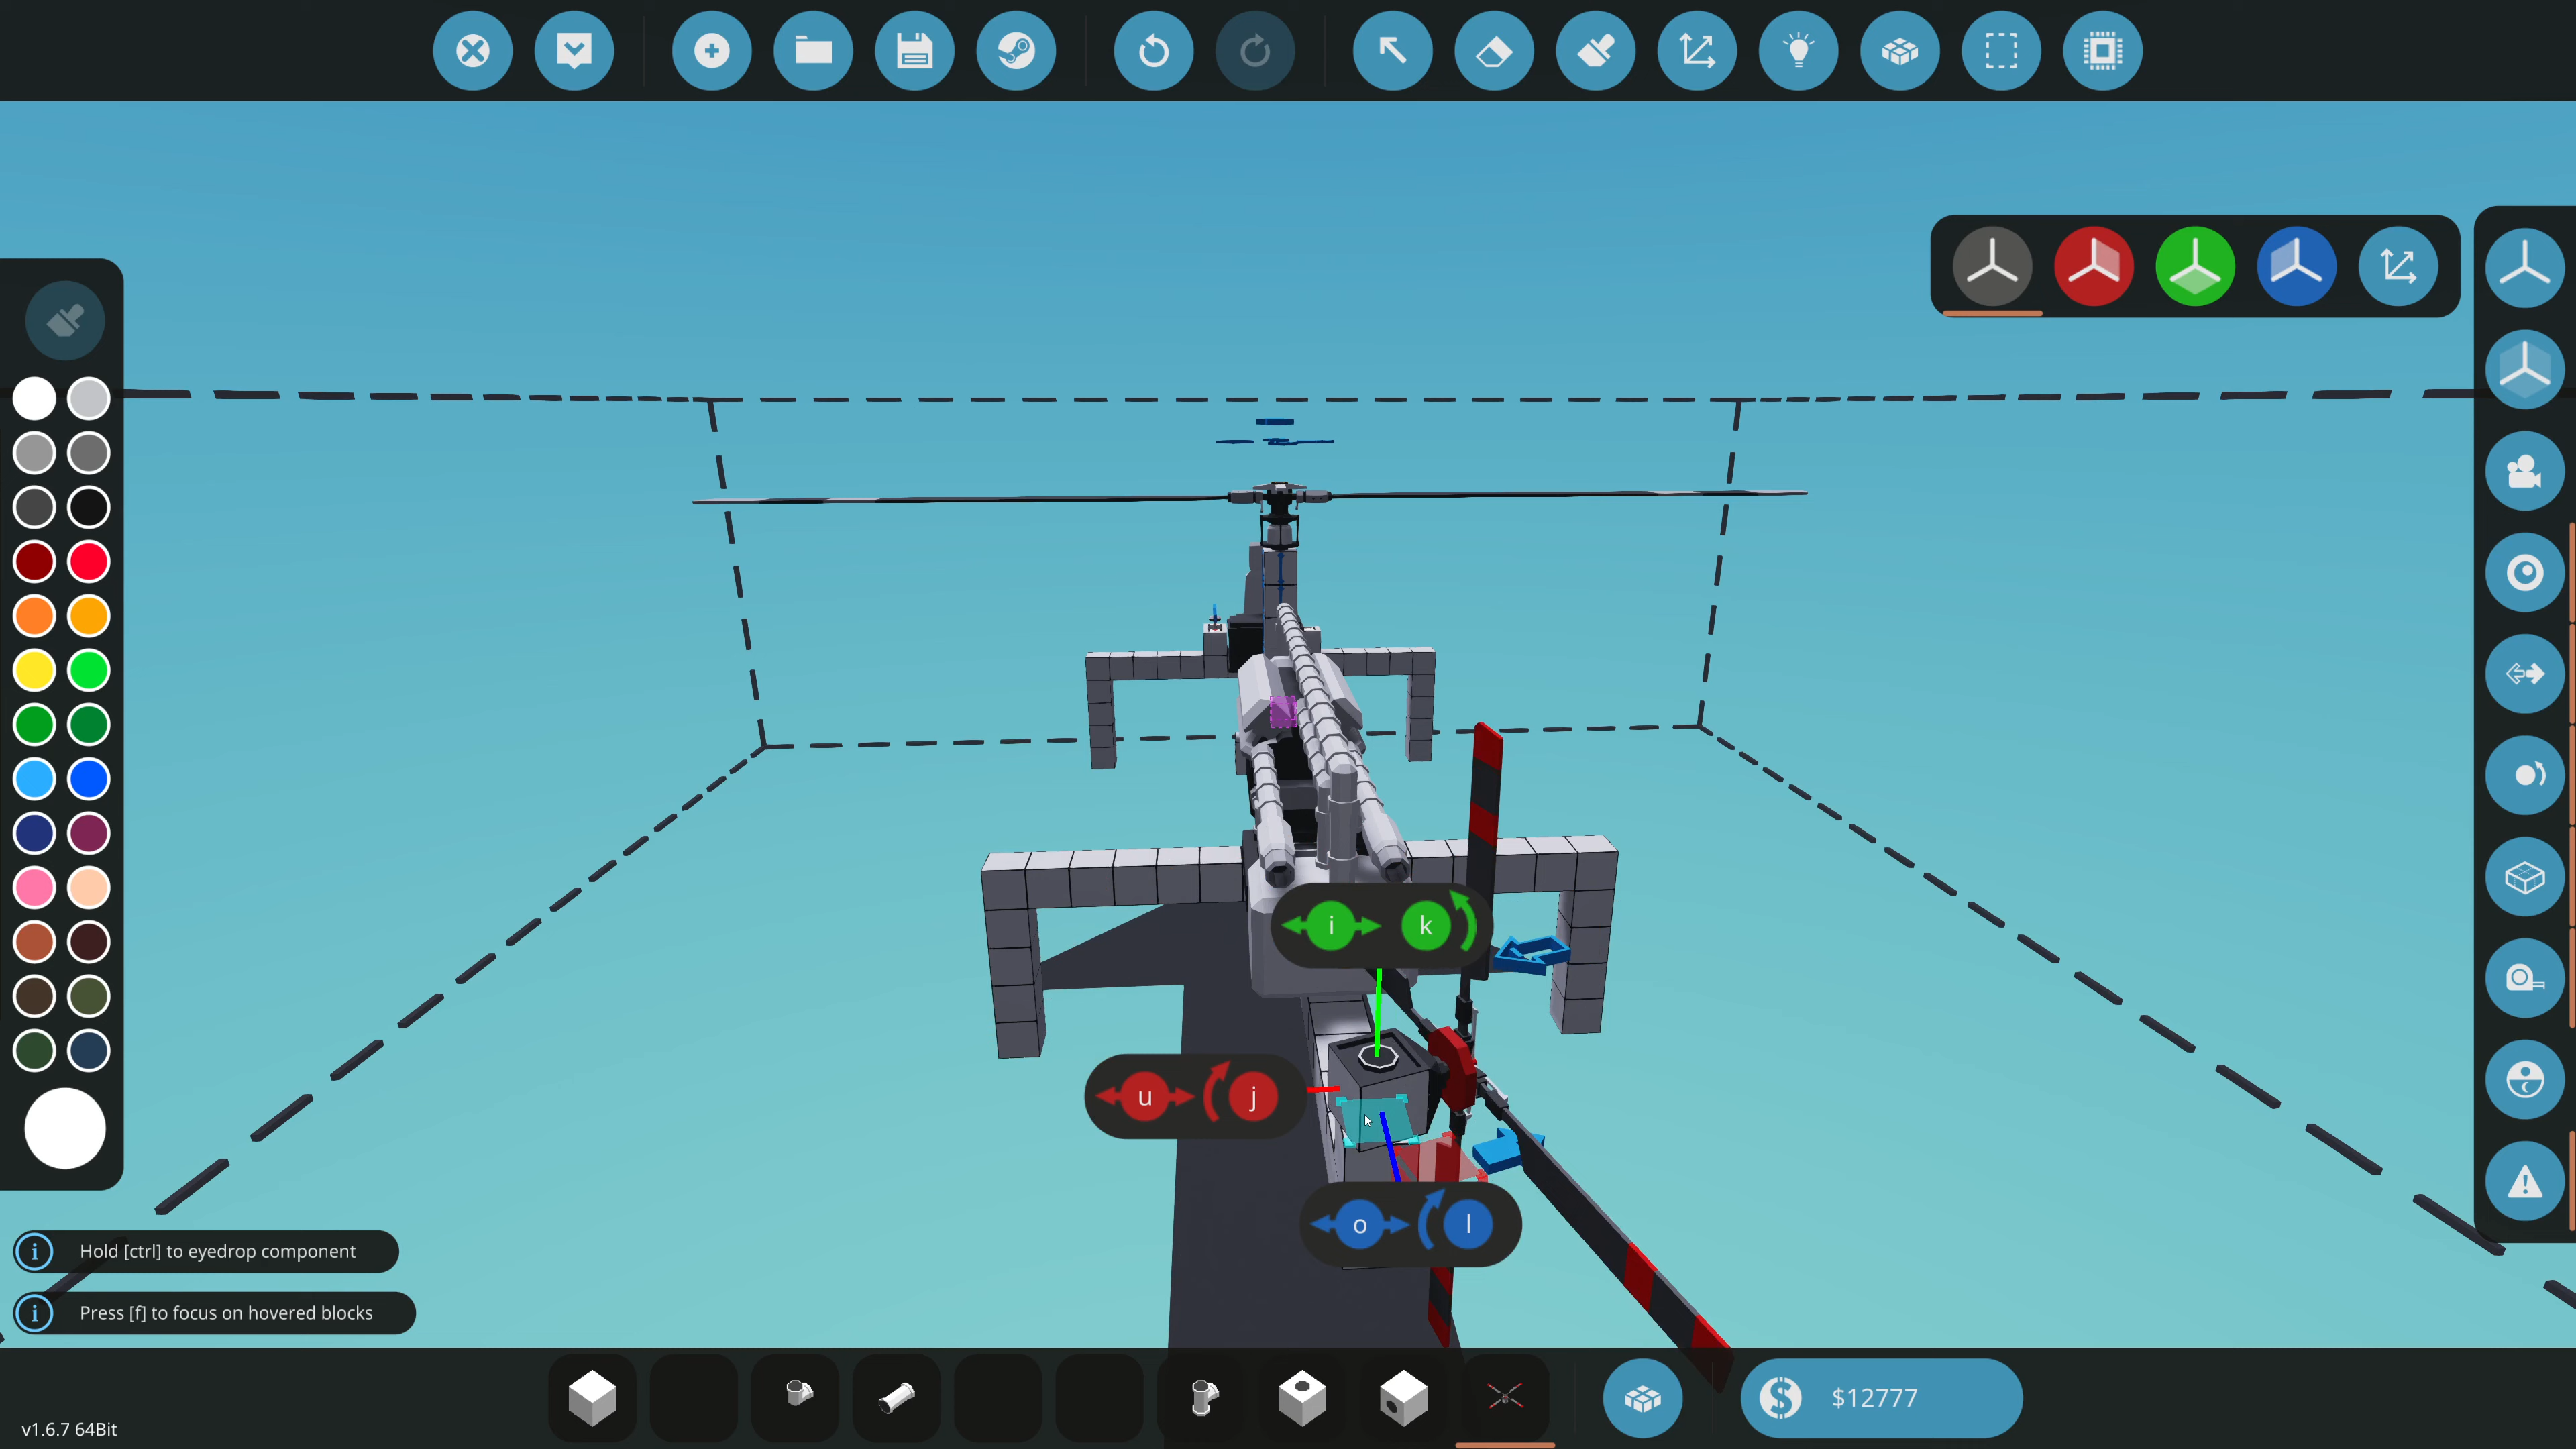 i k
u j
o l
Hold [ctrl] to eyedrop component
Press [f] to focus on hovered blocks
$12777
v1.6.7 64Bit